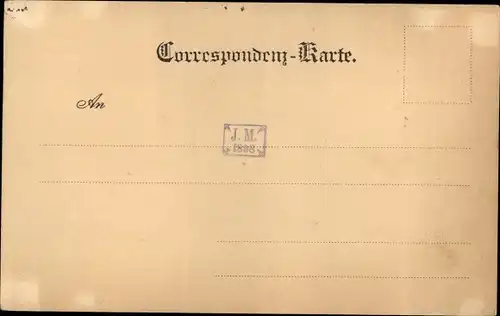 Correspondenz-Karte.
An
J. M.
1898